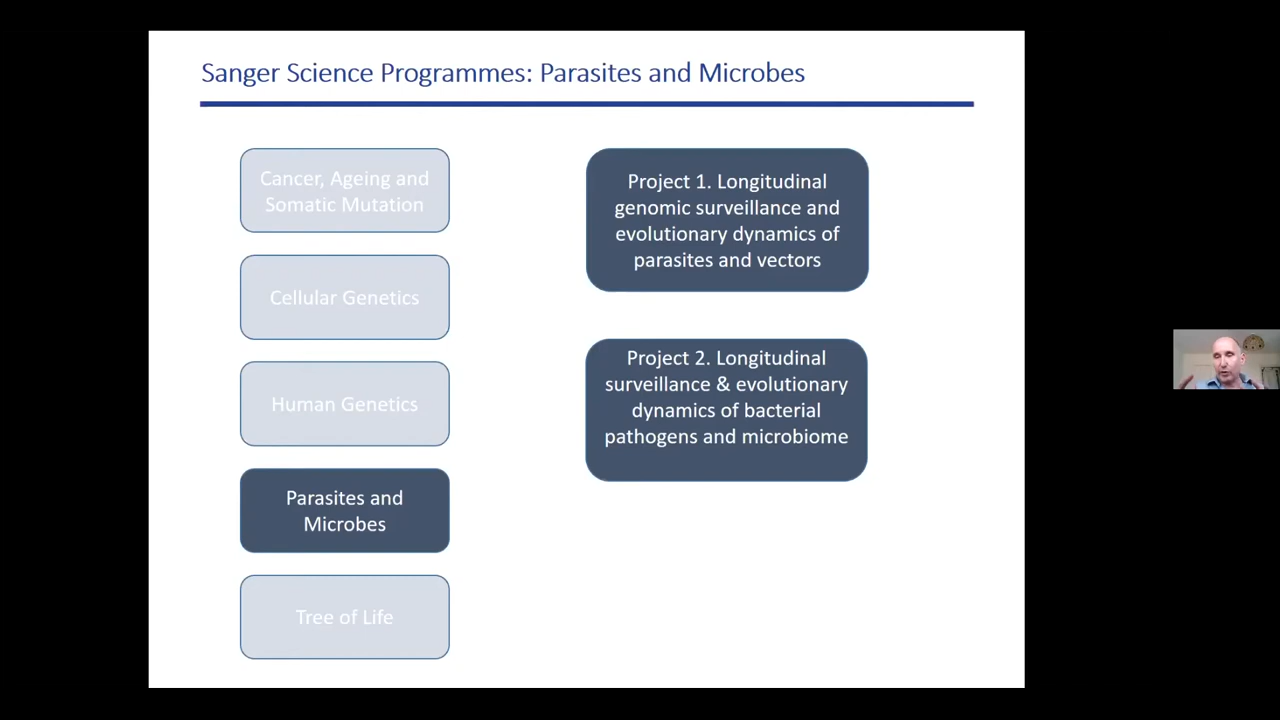 Sanger Science Programmes: Parasites and Microbes
Cancer, Ageing and
Somatic Mutation
Cellular Genetics
Human Genetics
Parasites and
Microbes
Tree of Life
Project 1. Longitudinal
genomic surveillance and
evolutionary dynamics of
parasites and vectors
Project 2. Longitudinal
surveillance & evolutionary
dynamics of bacterial
pathogens and microbiome